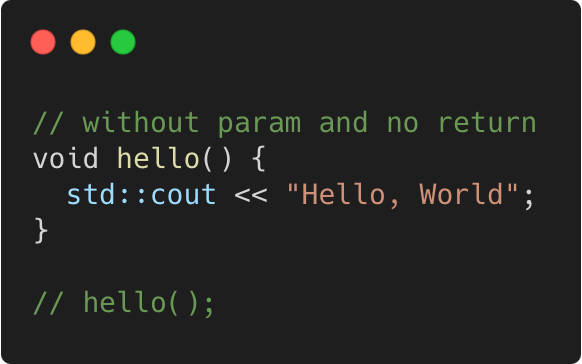 // without param and no return
void hello() {
  std::cout << "Hello, World";
}

// hello();